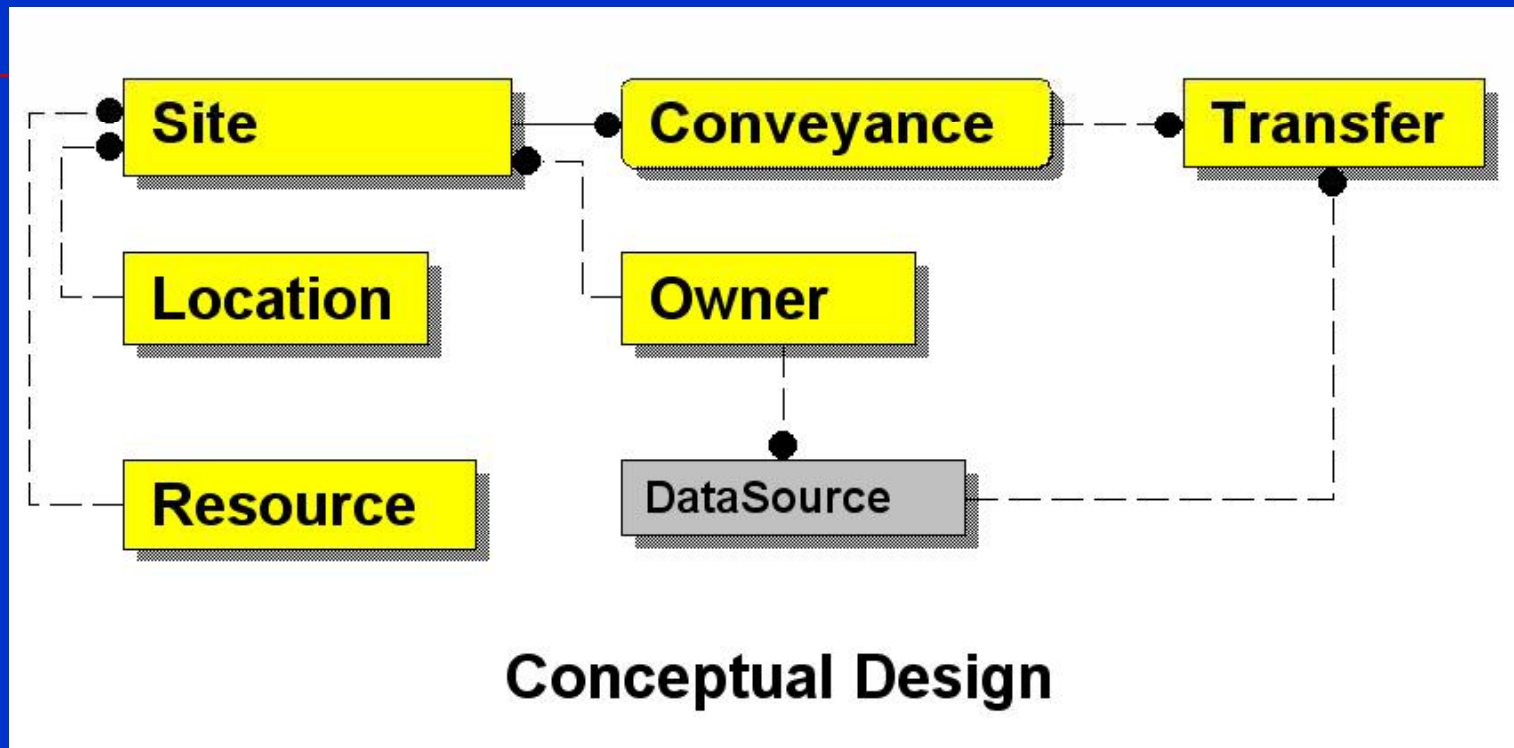 Site
Conveyance
Transfer
Location
Owner
Resource
DataSource
Conceptual Design